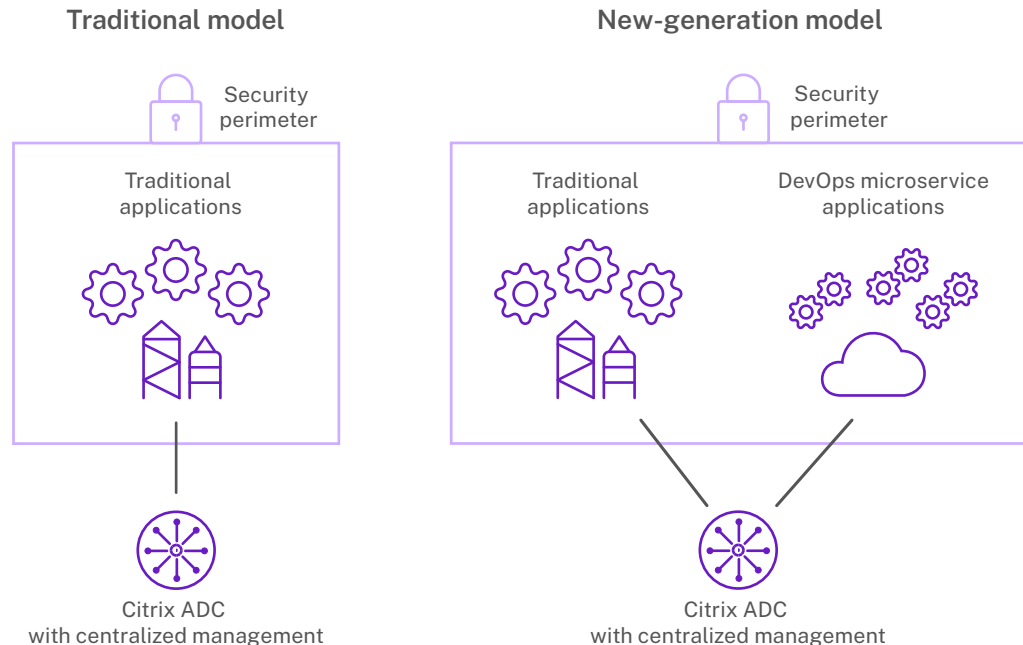 Traditional model
Security
perimeter
Traditional
applications
Citrix ADC
with centralized management
New-generation model
Security
perimeter
Traditional
applications
DevOps microservice
applications
Citrix ADC
with centralized management